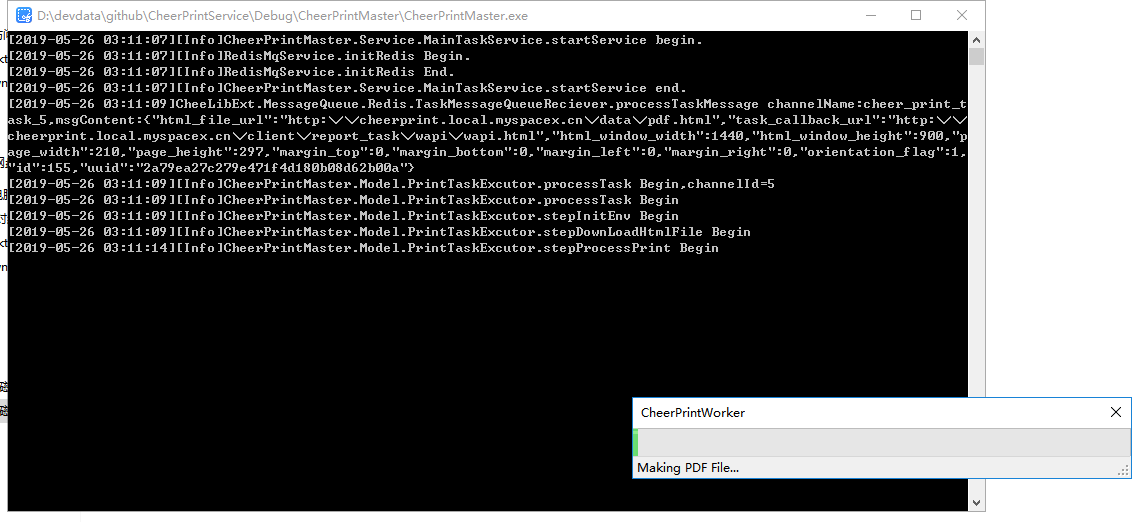 D:\devdata\github\CheerPrintService\Debug\CheerPrintMaster\CheerPrintMaster.exe
[2019-05-26 03:11:07][Info]CheerPrintMaster.Service.MainTaskService.startService begin.
[2019-05-26 03:11:07][Info]RedisMqService.initRedis Begin.
[2019-05-26 03:11:07][Info]RedisMqService.initRedis End.
[2019-05-26 03:11:07][Info]CheerPrintMaster.Service.MainTaskService.startService end.
[2019-05-26 03:11:09]CheeLibExt.MessageQueue.Redis.TaskMessageQueueReciever.processTaskMessage channelName:cheer_print_t
ask_5,msgContent:{"html_file_url":"http:\/\/cheerprint.local.myspacex.cn\/data\/pdf.html","task_callback_url":"http:\/\/
cheerprint.local.myspacex.cn\/client\/report_task\/wapi\/wapi.html","html_window_width":1440,"html_window_height":900,"p
age_width":210,"page_height":297,"margin_top":0,"margin_bottom":0,"margin_left":0,"margin_right":0,"orientation_flag":1,
"id":155,"uuid":"2a79ea27c279e471f4d180b08d62b00a"}
[2019-05-26 03:11:09][Info]CheerPrintMaster.Model.PrintTaskExcutor.processTask Begin,channelId=5
[2019-05-26 03:11:09][Info]CheerPrintMaster.Model.PrintTaskExcutor.processTask Begin
[2019-05-26 03:11:09][Info]CheerPrintMaster.Model.PrintTaskExcutor.stepInitEnv Begin
[2019-05-26 03:11:09][Info]CheerPrintMaster.Model.PrintTaskExcutor.stepDownLoadHtmlFile Begin
[2019-05-26 03:11:14][Info]CheerPrintMaster.Model.PrintTaskExcutor.stepProcessPrint Begin
CheerPrintWorker
Making PDF File...